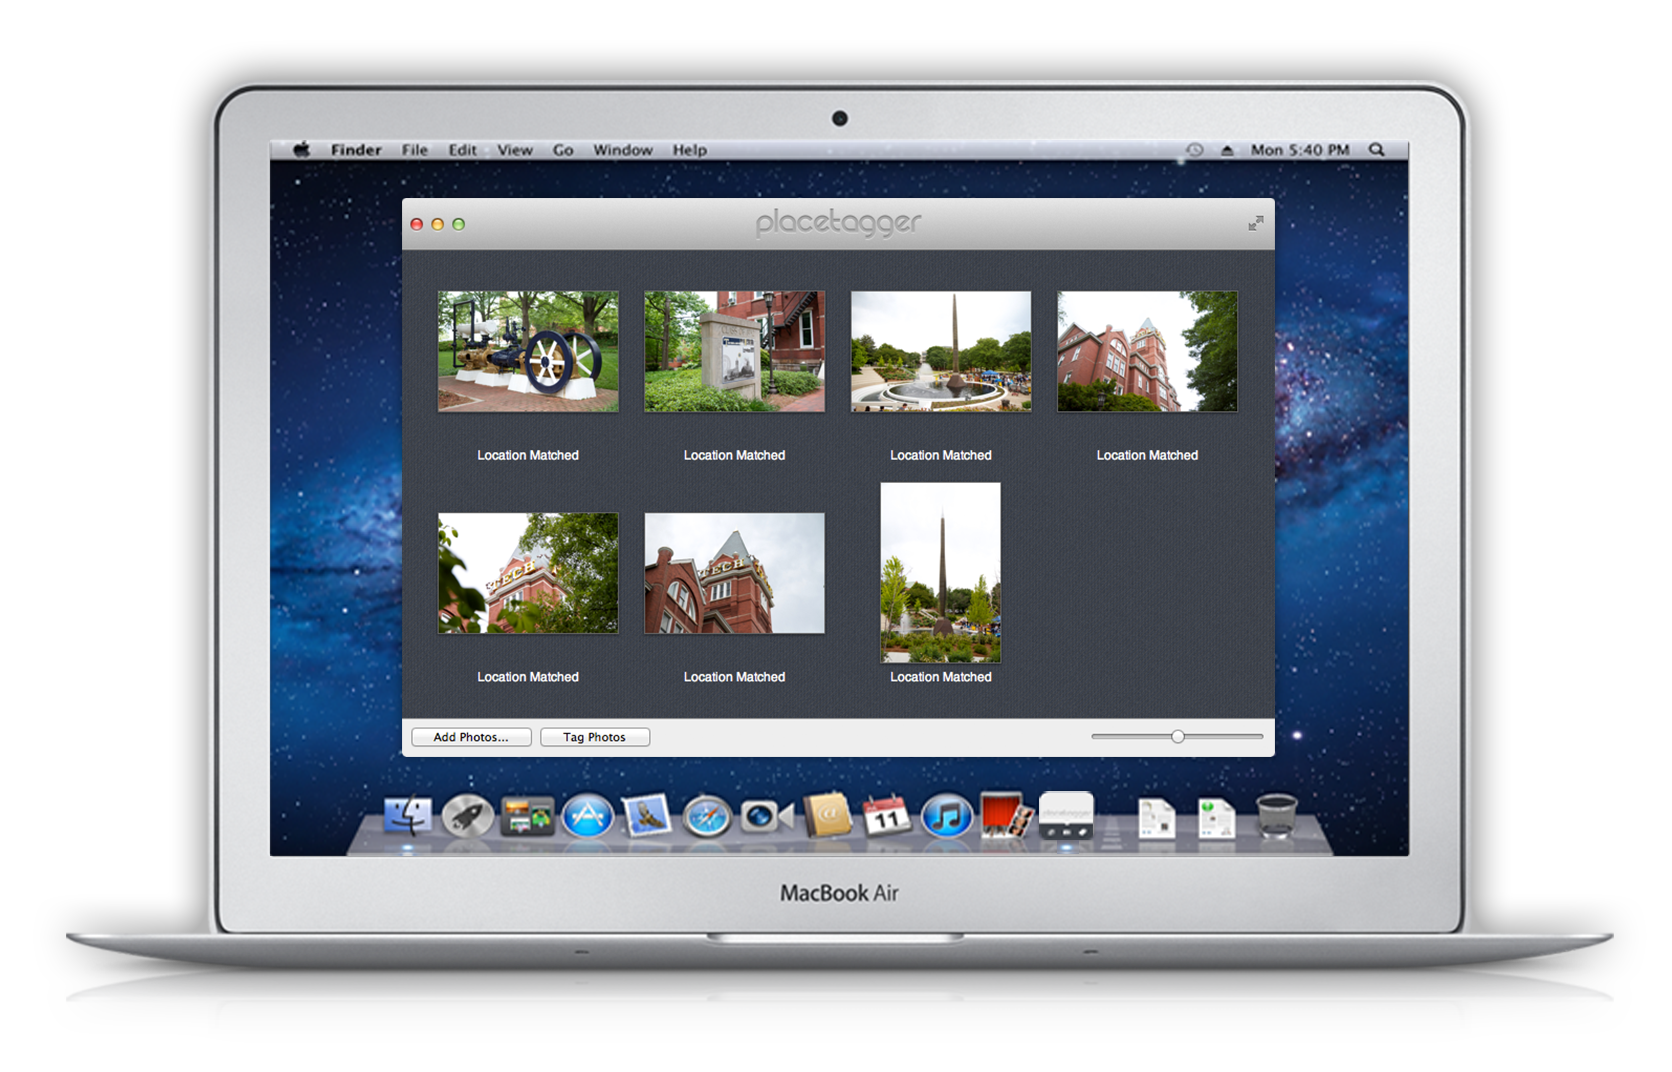 Finder File Edit View Go Window Help
Mon 5:40 PM
placetagger
Location Matched
Location Matched
Location Matched
Location Matched
TECH
TECH
Location Matched
Location Matched
Location Matched
Add Photos...
Tag Photos
11
placetagger
MacBook Air